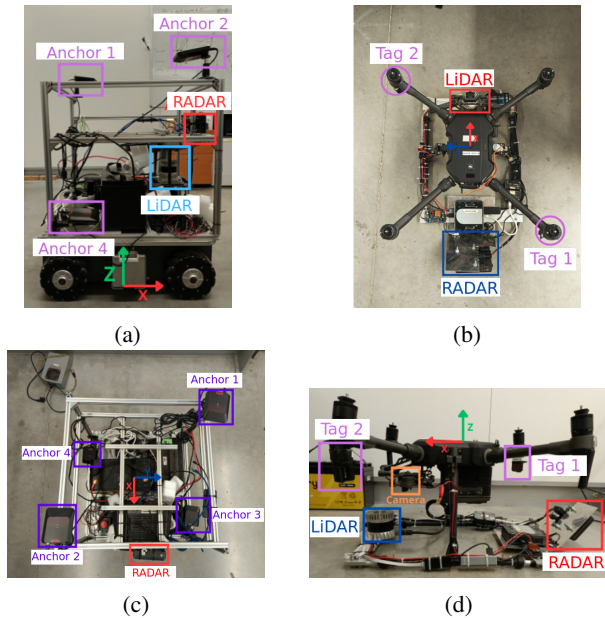 Anchor 2
Anchor 1
RADAR
LiDAR
Anchor 4
Z
x
(a)
Tag 2
LiDAR
Tag 1
RADAR
(b)
Anchor 1
Anchor 4
Anchor 3
Anchor 2
x
RADAR
(c)
Tag 2
z
x
Tag 1
Camera
LiDAR
RADAR
(d)